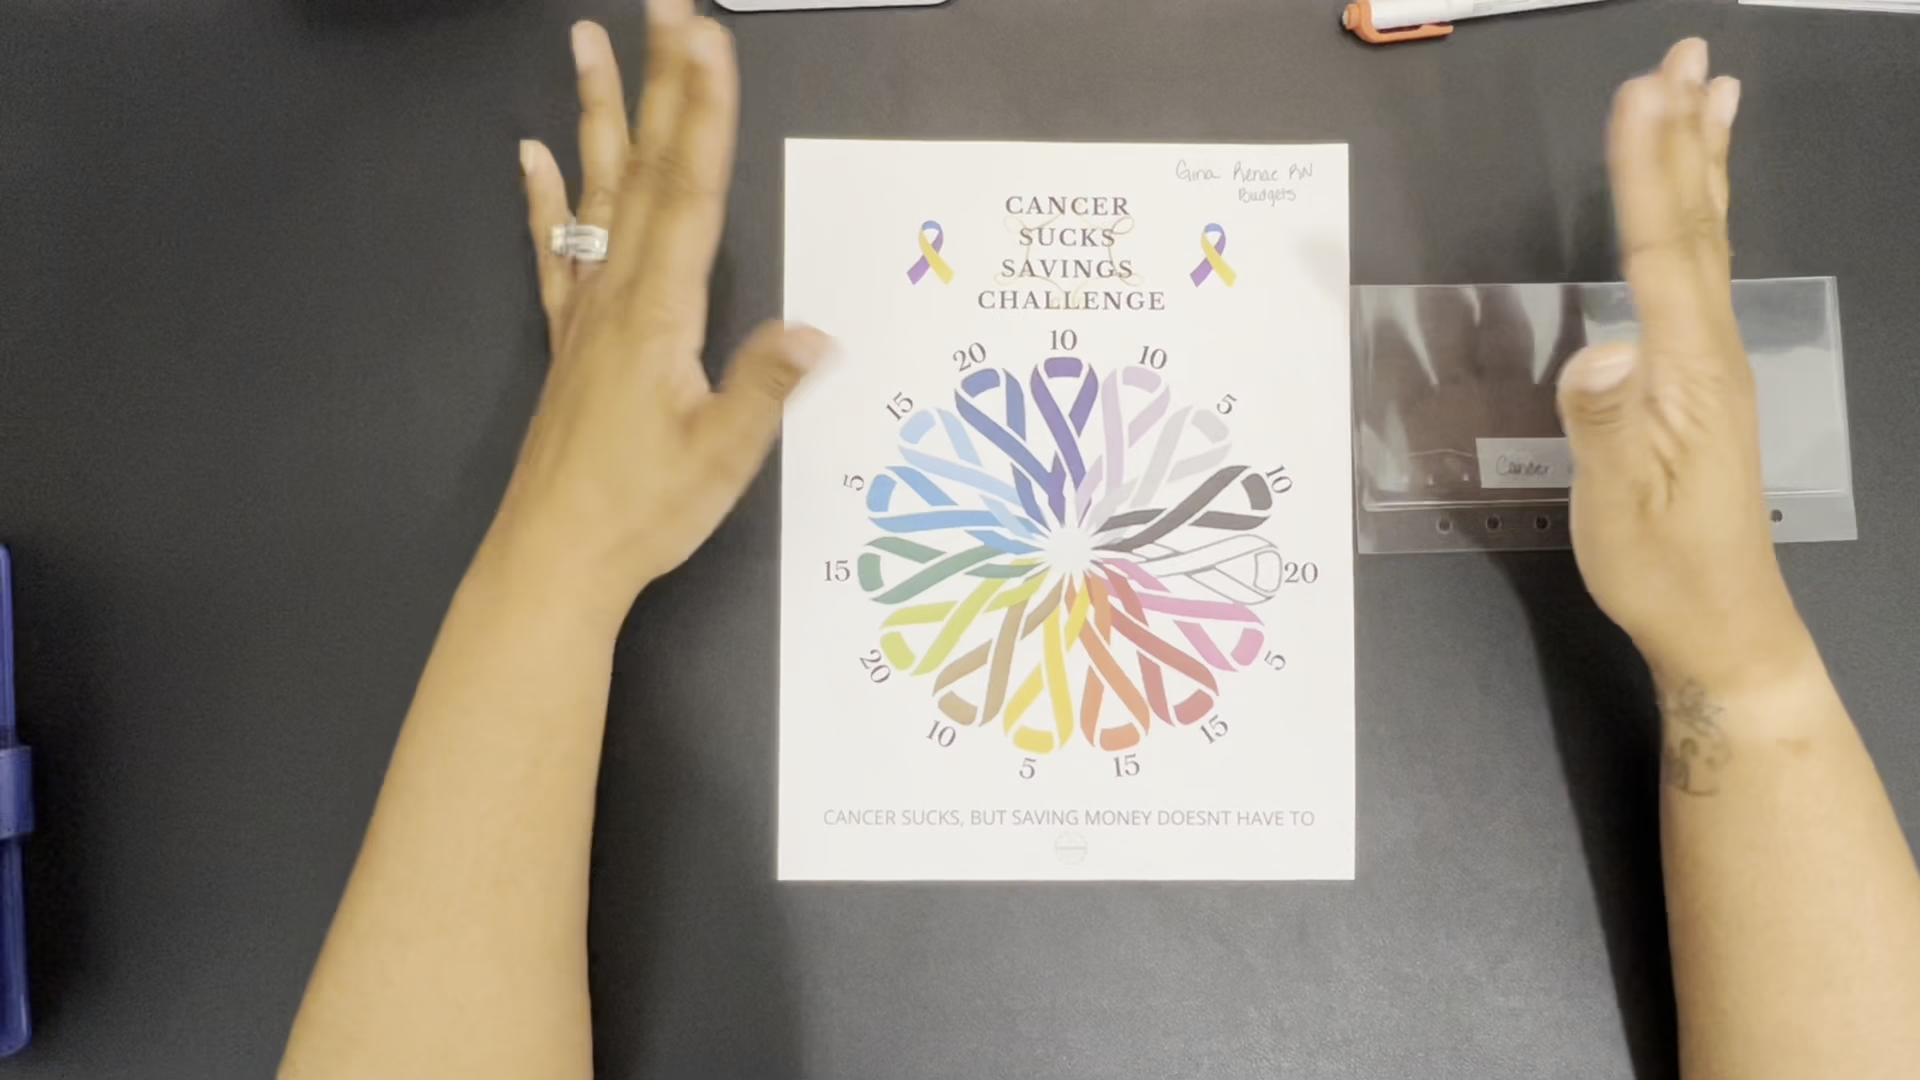 Gina Renae RN
Budgets
CANCER
SUCKS
SAVINGS
CHALLENGE
10
10
5
10
20
5
15
15
5
10
20
15
5
15
20
Cancer
CANCER SUCKS, BUT SAVING MONEY DOESNT HAVE TO